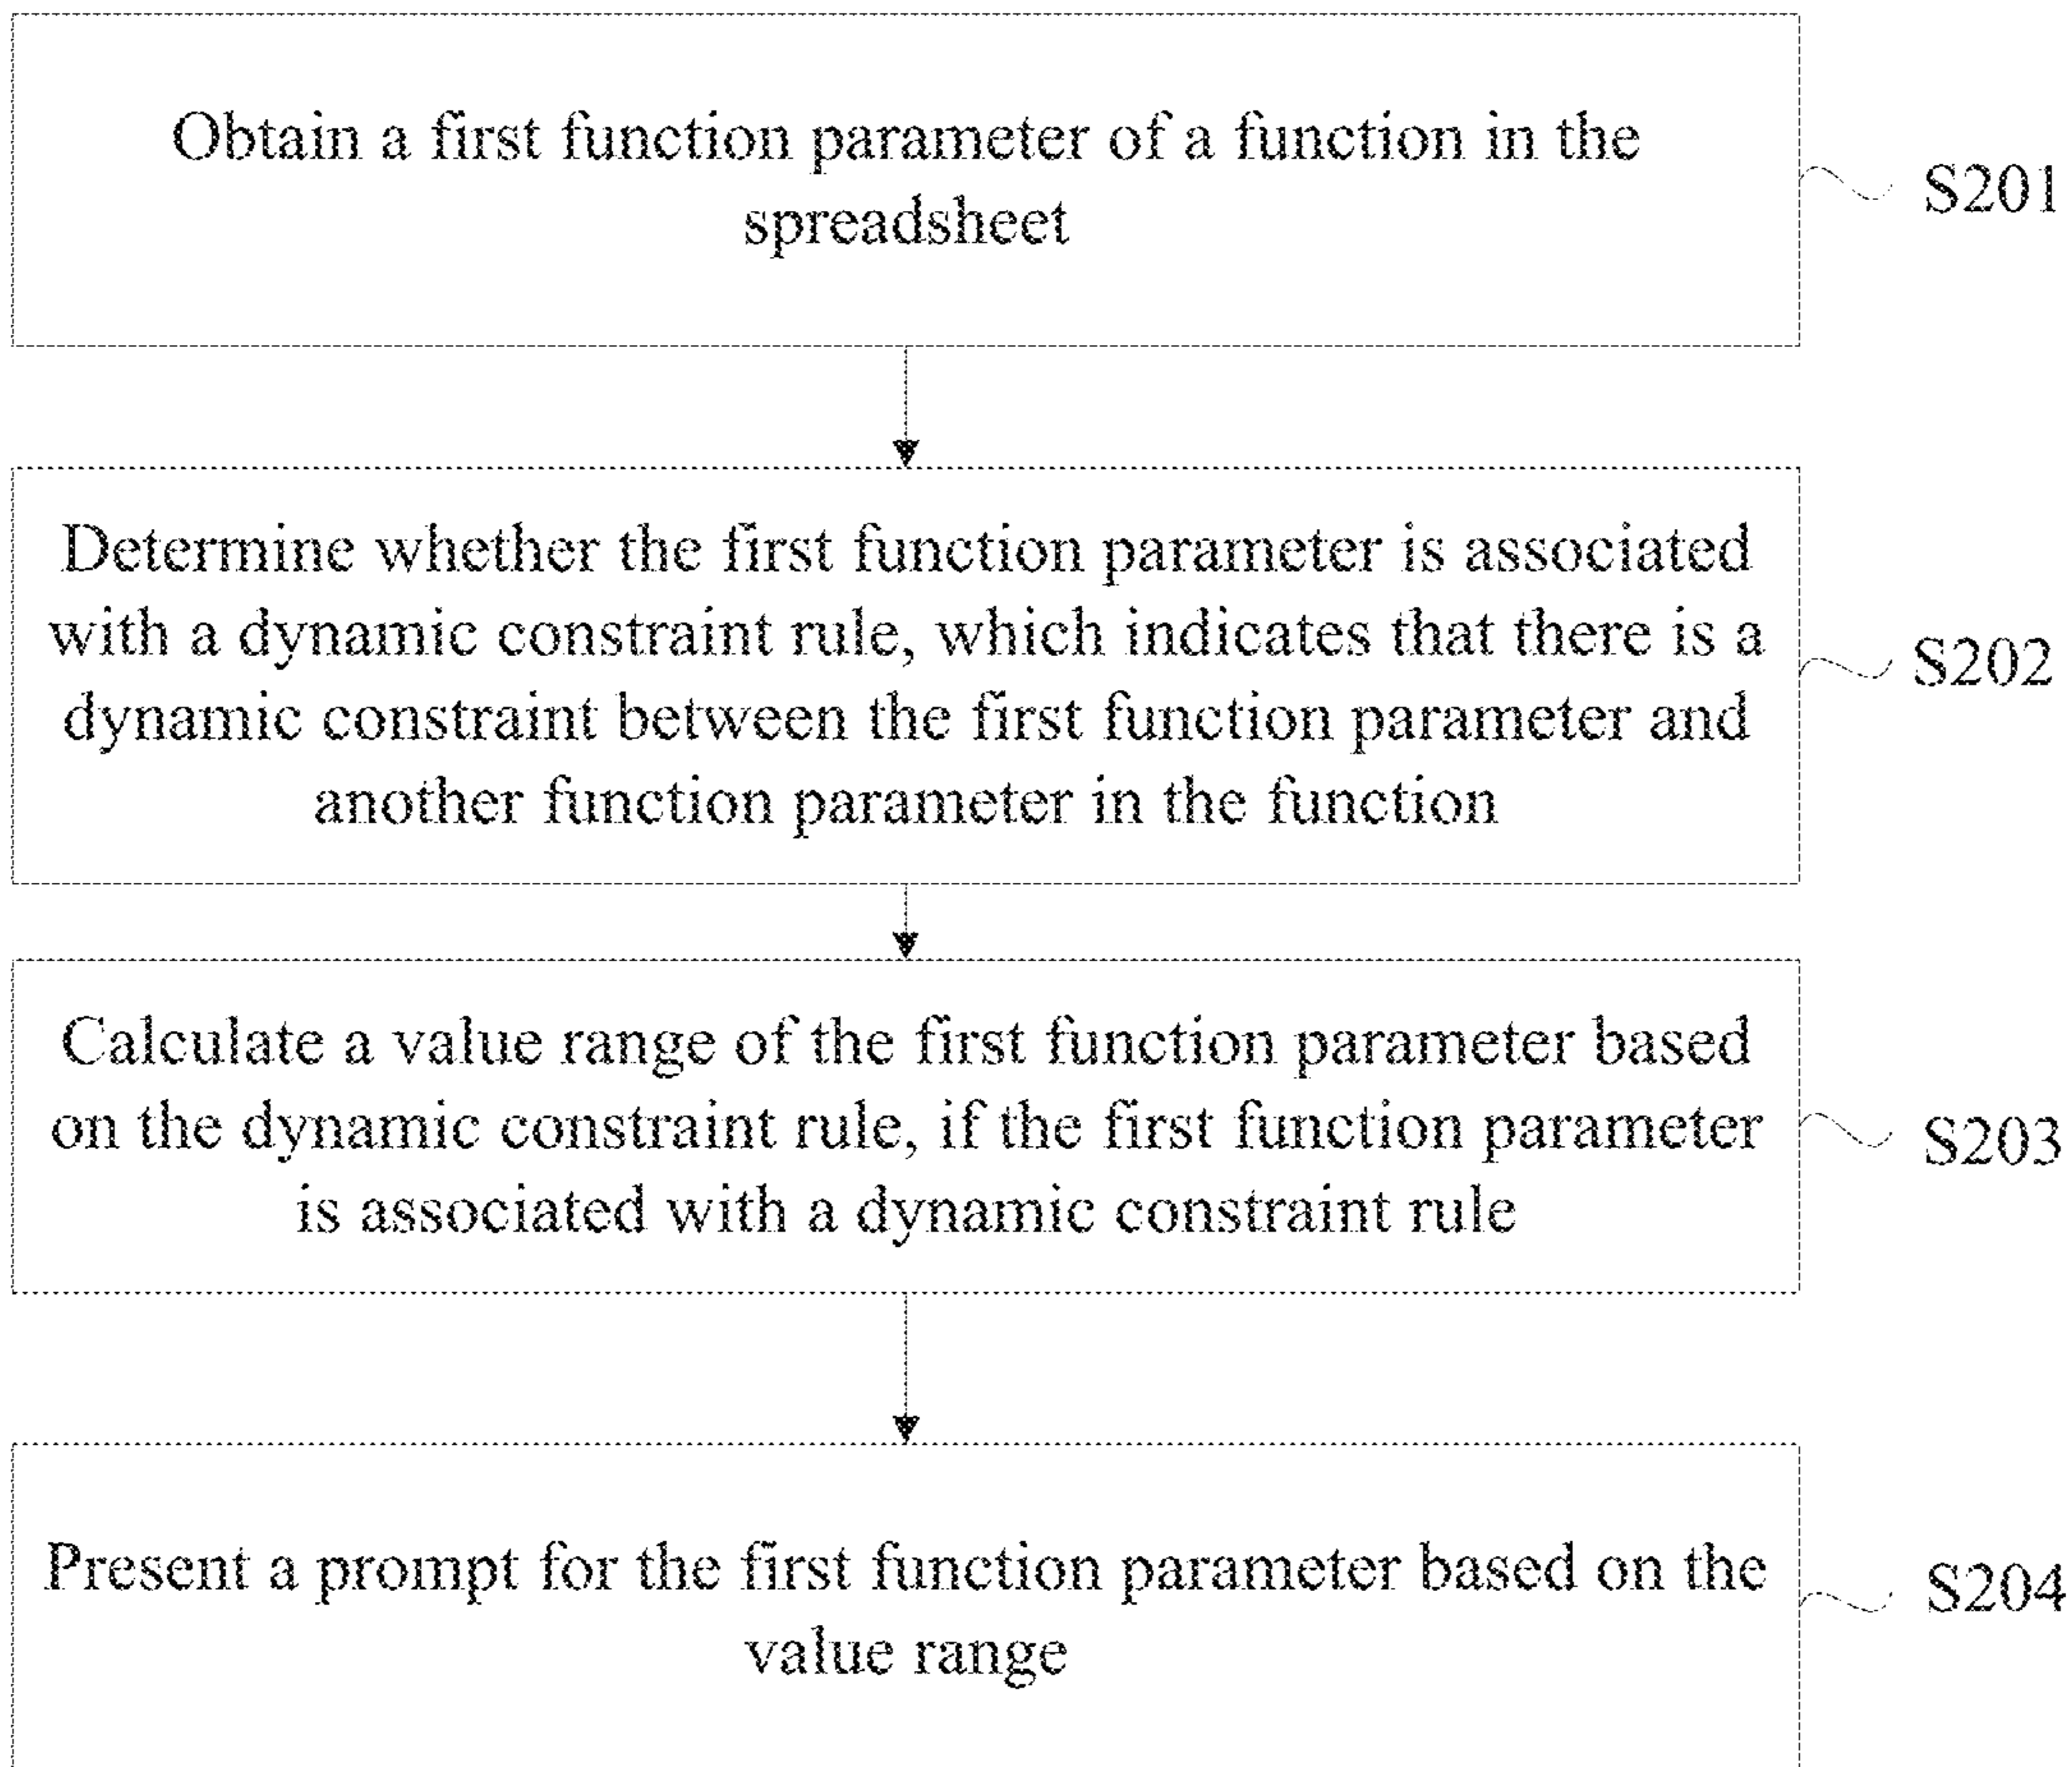 Obtain a first function parameter of a function in the
spreadsheet
S201
Determine whether the first function parameter is associated
with a dynamic constraint rule, which indicates that there is a
dynamic constraint between the first function parameter and
another function parameter in the function
S202
Calculate a value range of the first function parameter based
on the dynamic constraint rule, if the first function parameter
is associated with a dynamic constraint rule
S203
Present a prompt for the first function parameter based on the
value range
S204